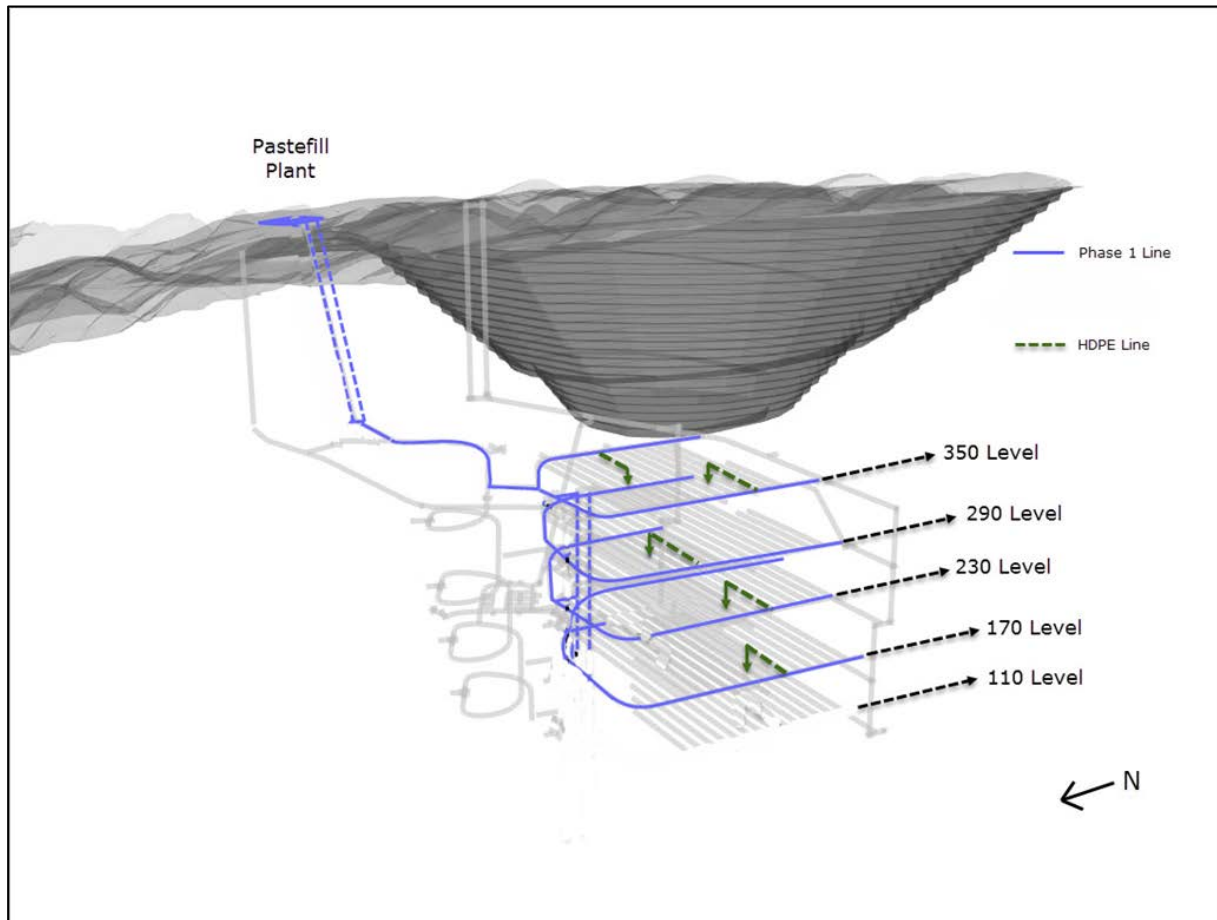 Pastefill
Plant
Phase 1 Line
HDPE Line
350 Level
290 Level
230 Level
170 Level
110 Level
N